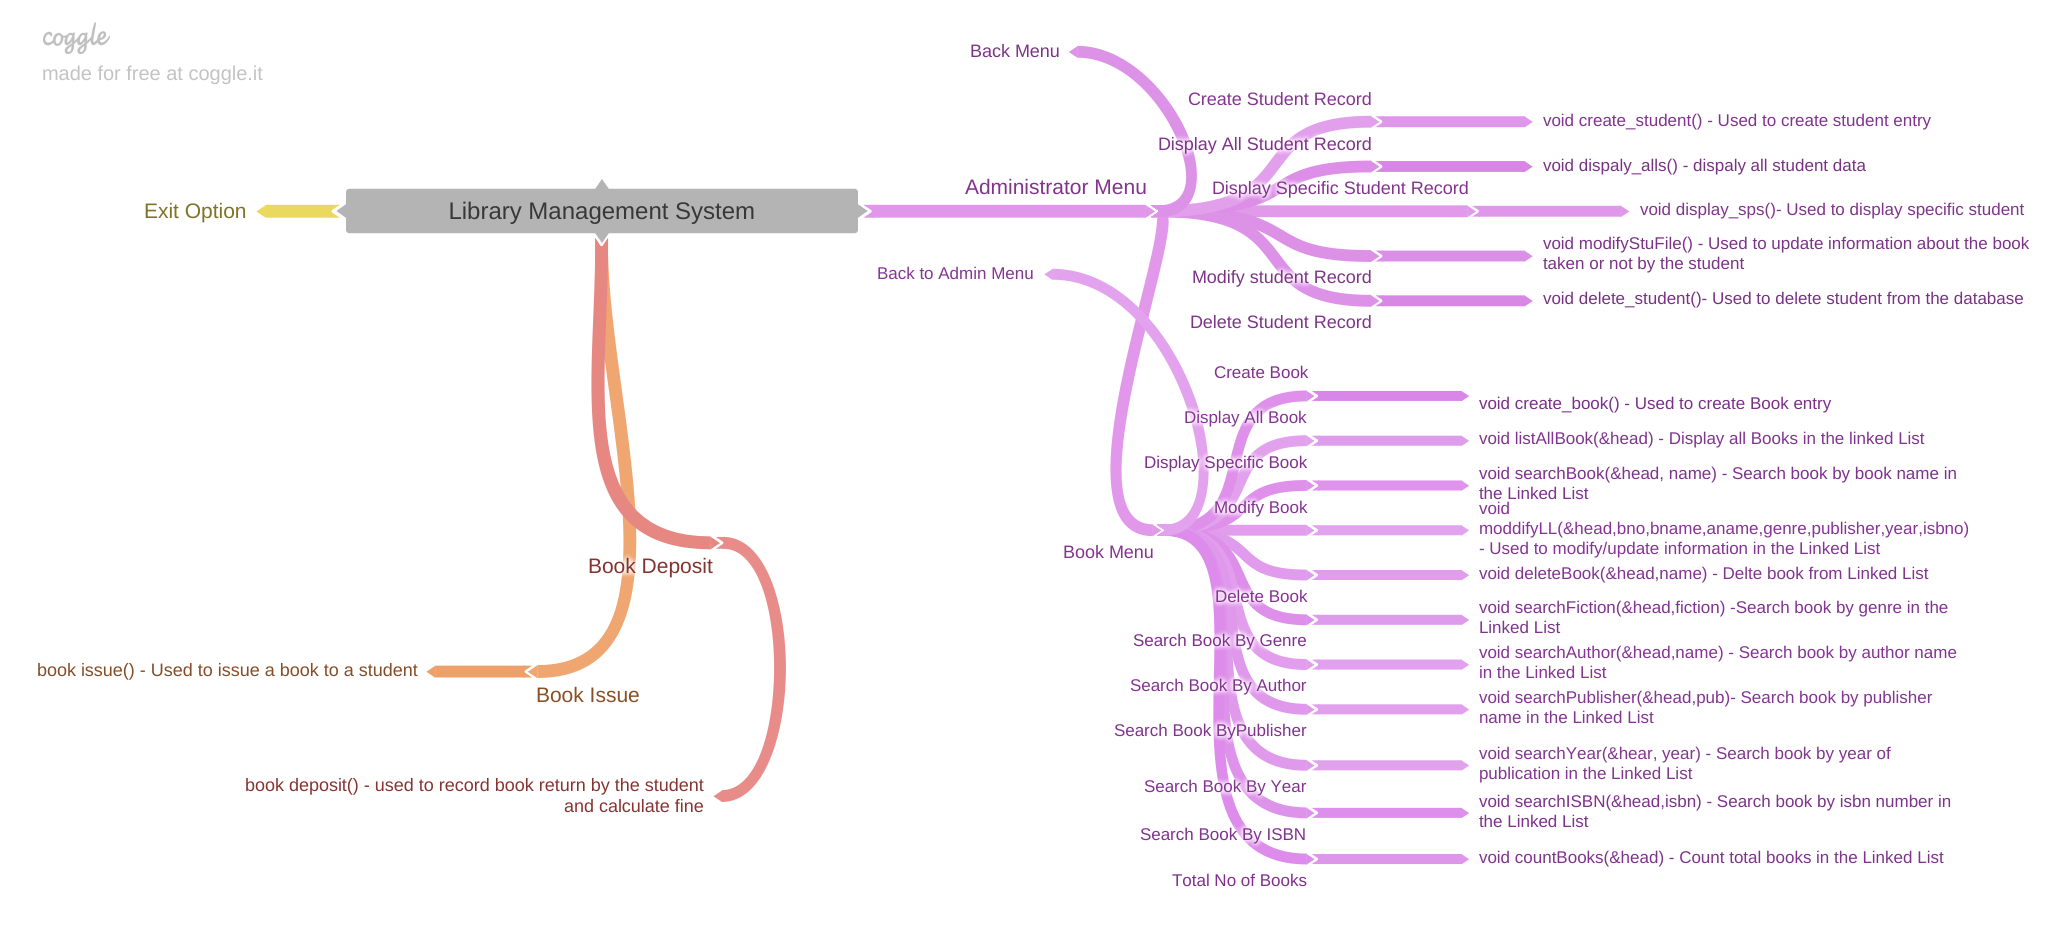 coggle
made for free at coggle.it
Back Menu
Create Student Record
void create_student() - Used to create student entry
Display All Student Record
void dispaly_alls() - dispaly all student data
Administrator Menu
Display Specific Student Record
void display_sps()- Used to display specific student
Exit Option
Library Management System
void modifyStuFile() - Used to update information about the book
taken or not by the student
Modify student Record
Back to Admin Menu
void delete_student()- Used to delete student from the database
Delete Student Record
Create Book
void create_book() - Used to create Book entry
Display All Book
void listAllBook(&head) - Display all Books in the linked List
Display Specific Book
void searchBook(&head, name) - Search book by book name in
the Linked List
Modify Book
void
moddifyLL(&head,bno,bname,aname,genre,publisher,year,isbno)
- Used to modify/update information in the Linked List
Book Menu
void deleteBook(&head,name) - Delte book from Linked List
Delete Book
void searchFiction(&head,fiction) -Search book by genre in the
Linked List
Search Book By Genre
void searchAuthor(&head,name) - Search book by author name
in the Linked List
Search Book By Author
void searchPublisher(&head,pub)- Search book by publisher
name in the Linked List
Search Book ByPublisher
void searchYear(&hear, year) - Search book by year of
publication in the Linked List
Search Book By Year
void searchISBN(&head,isbn) - Search book by isbn number in
the Linked List
Search Book By ISBN
void countBooks(&head) - Count total books in the Linked List
Total No of Books
Book Deposit
book issue() - Used to issue a book to a student
Book Issue
book deposit() - used to record book return by the student
and calculate fine